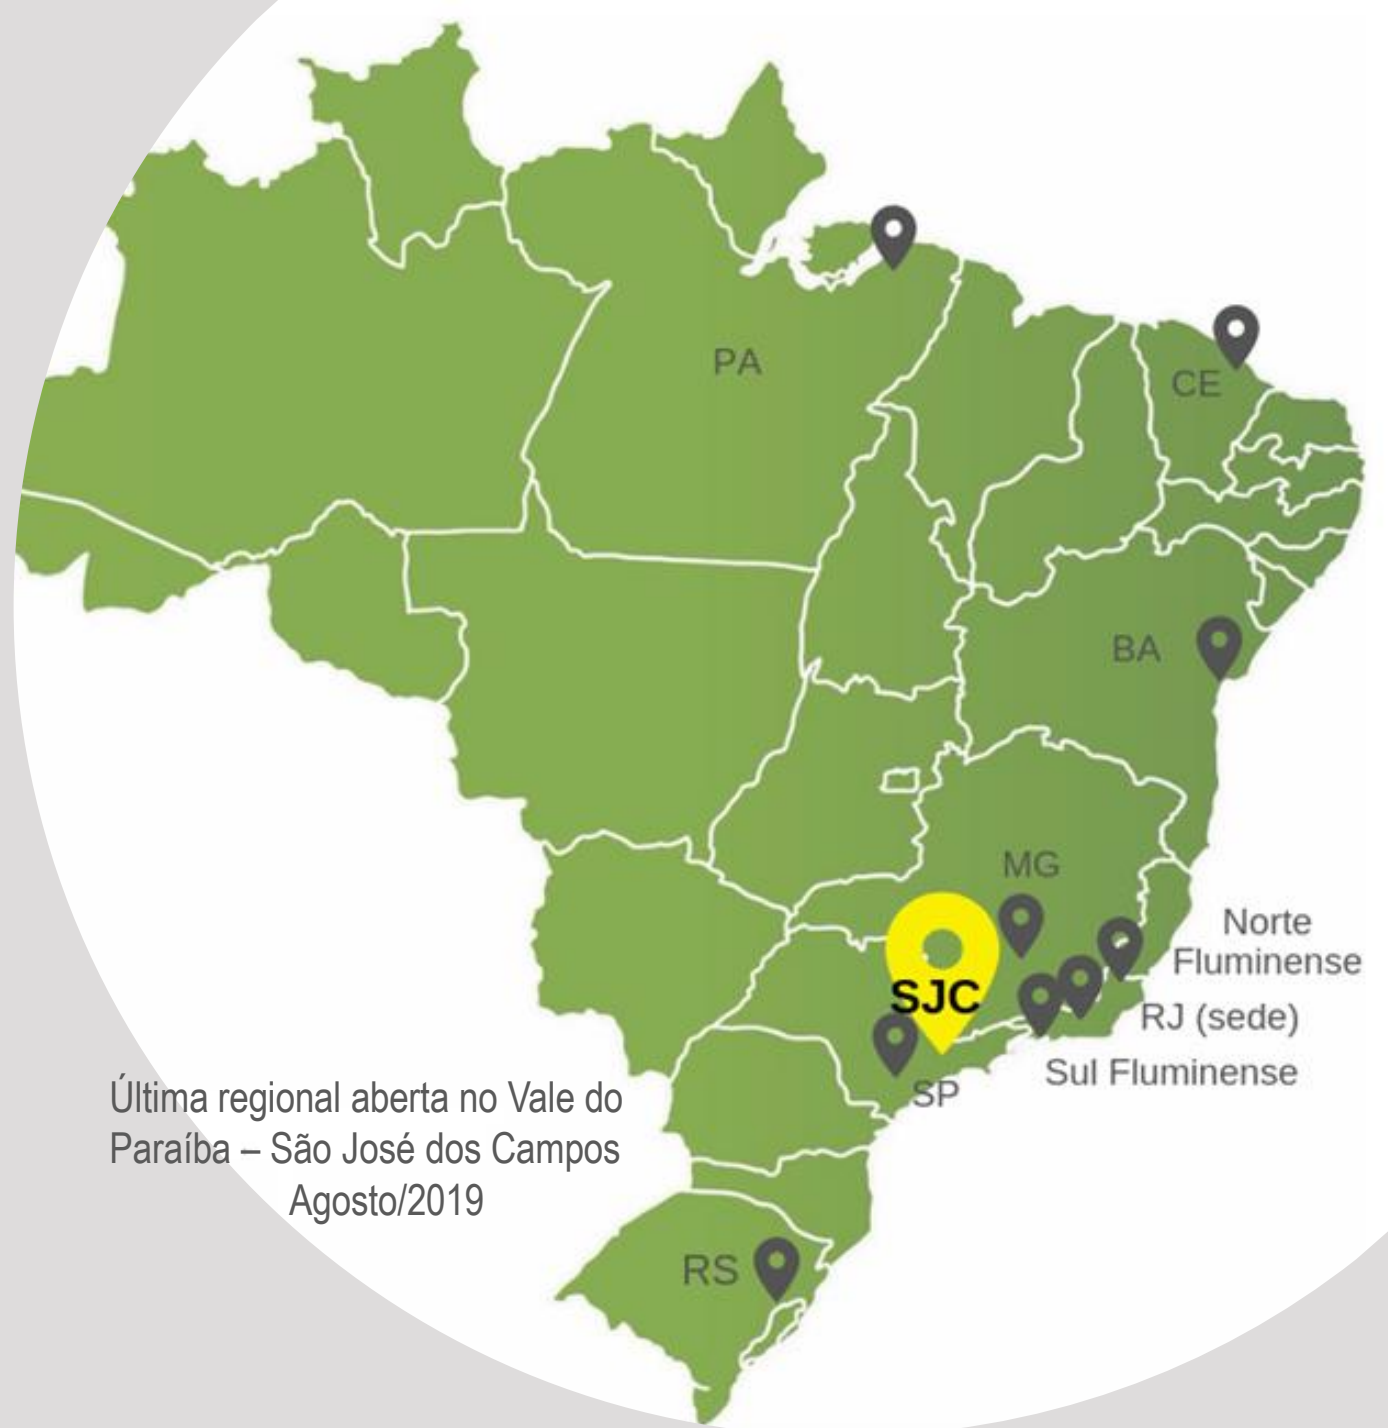 PA
CE
BA
MG
Norte
Fluminense
SJC
RJ (sede)
Sul Fluminense
SP
Última regional aberta no Vale do
Paraíba – São José dos Campos
Agosto/2019
RS